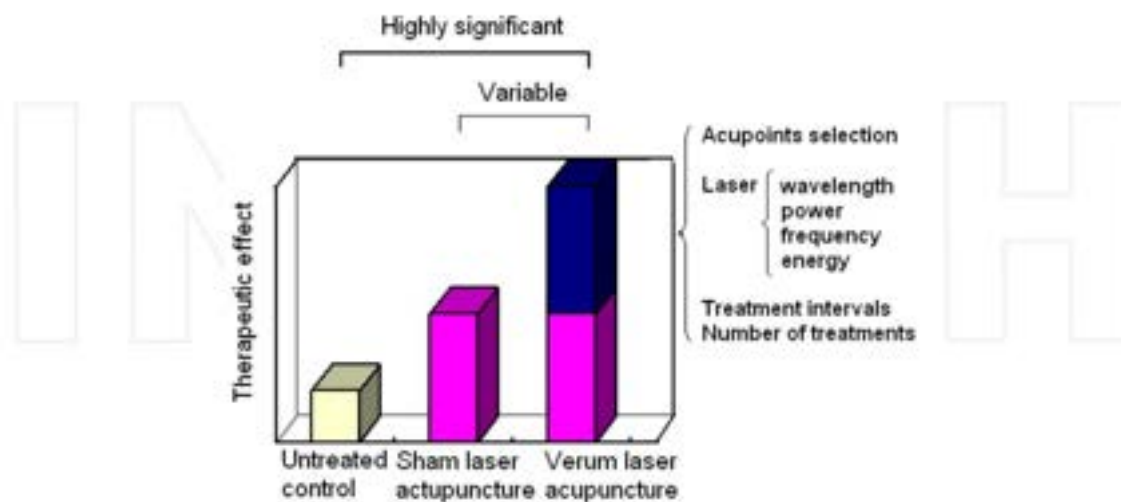 Highly significant
Variable
Therapeutic effect
Acupoints selection
Laser
wavelength
power
frequency
energy
Treatment intervals
Number of treatments
Untreated control
Sham laser actupuncture
Verum laser acupuncture